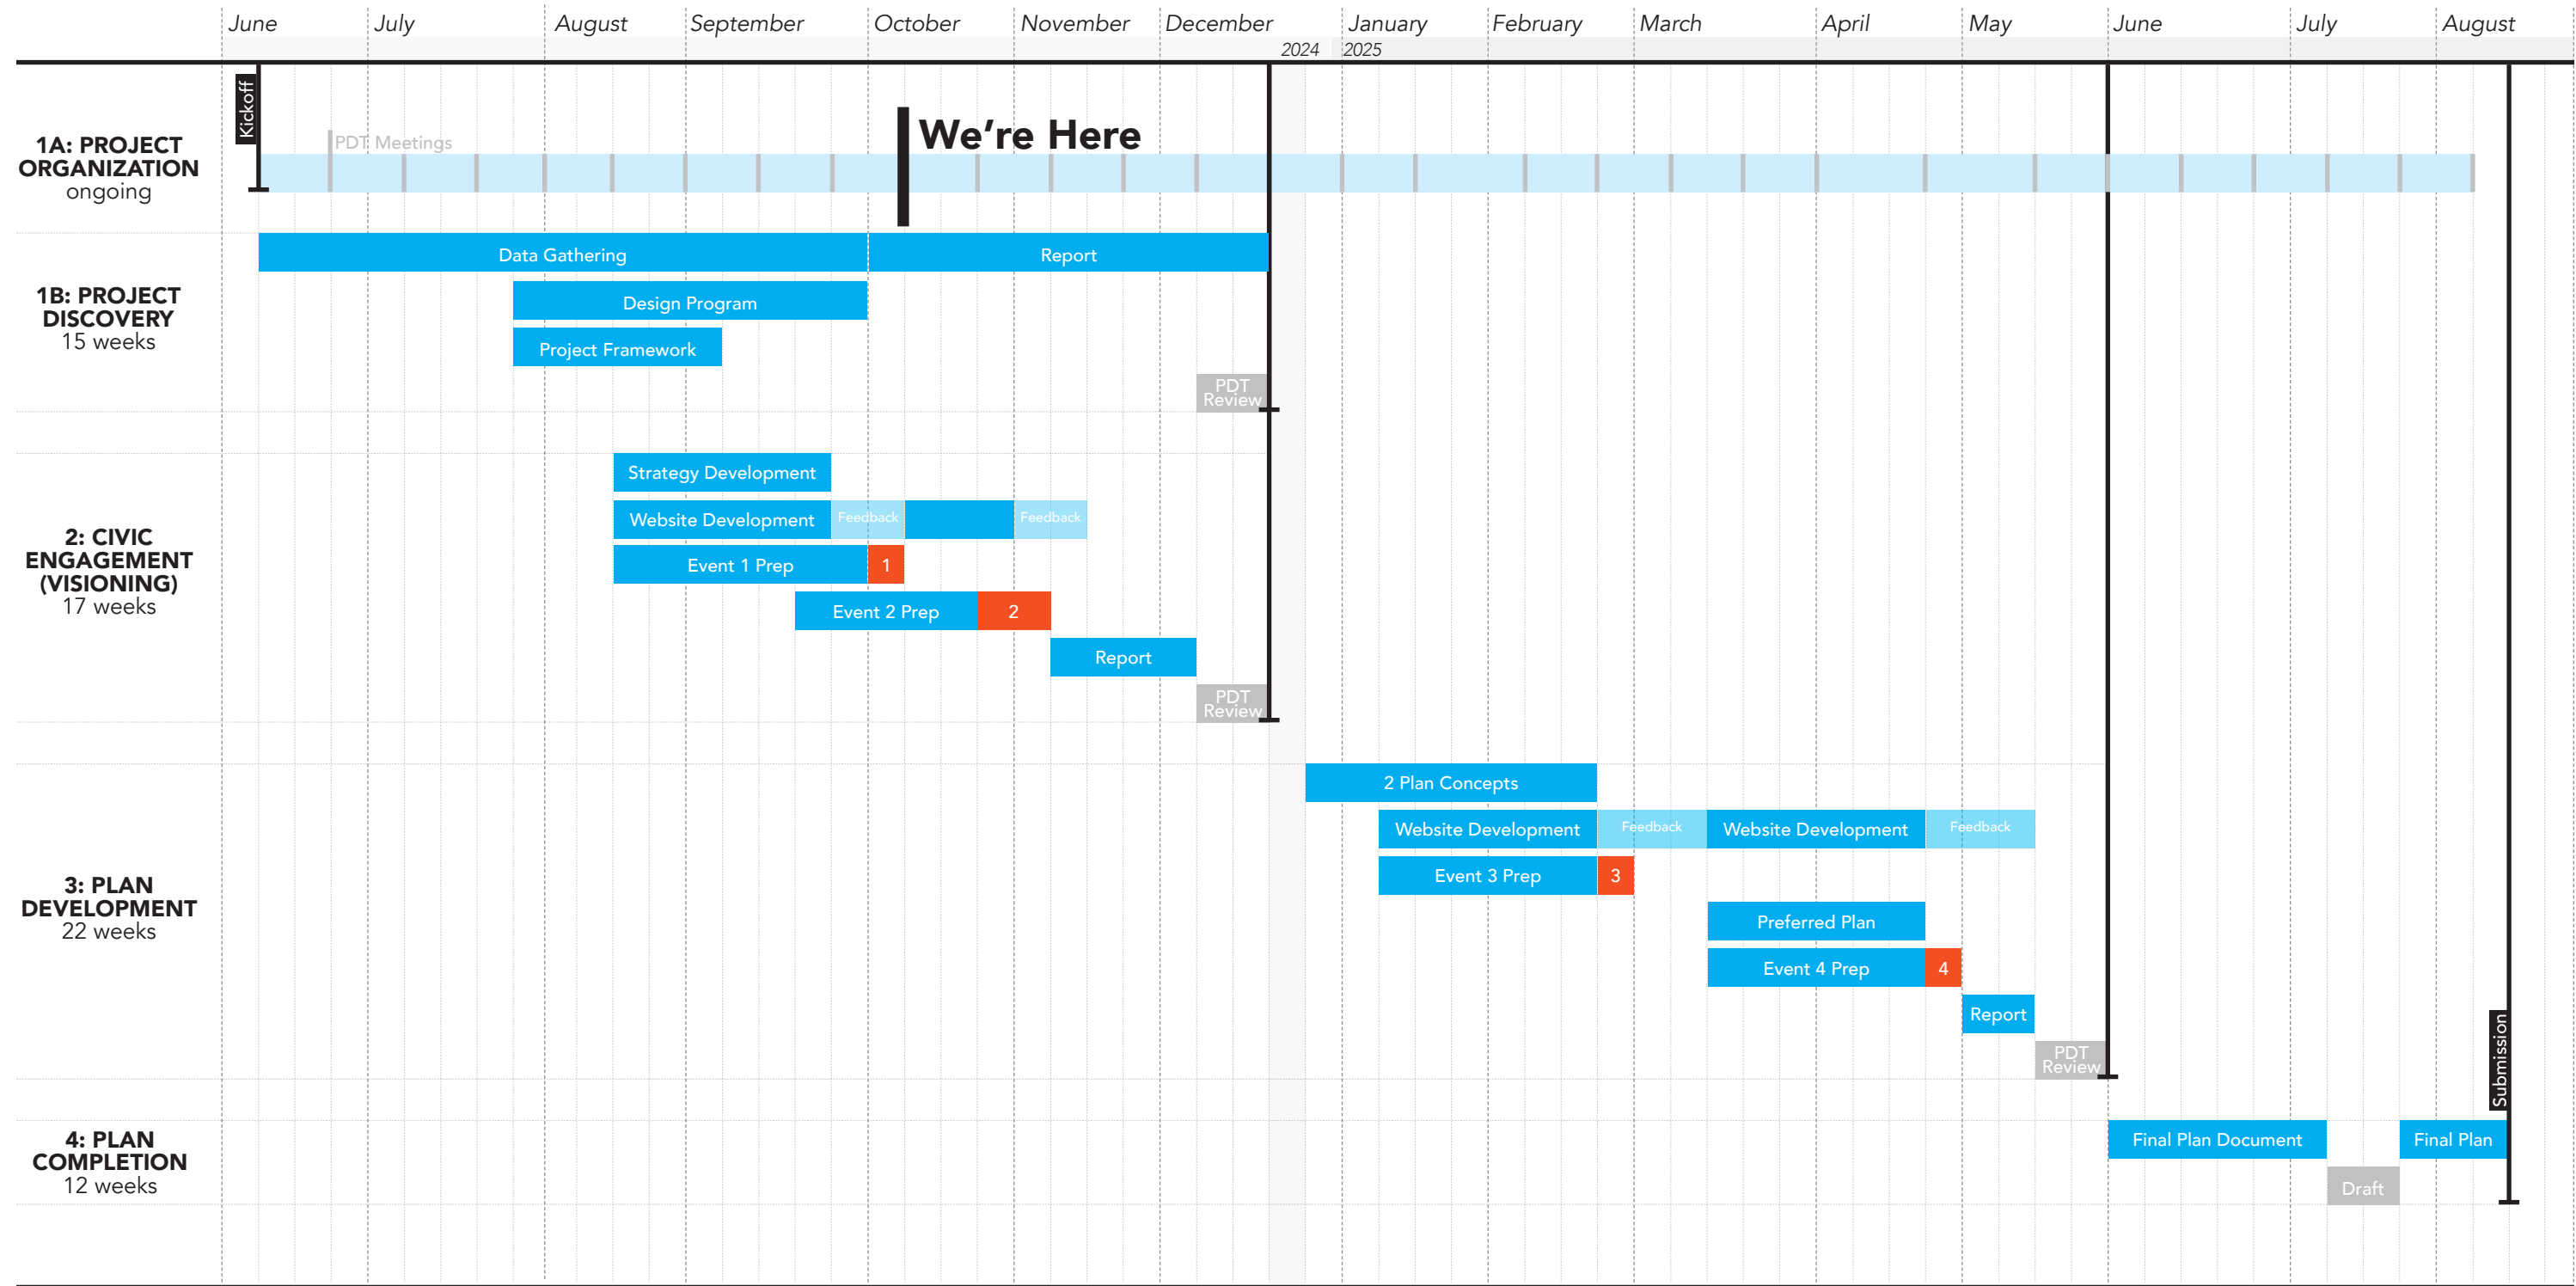 June July August September October November December January February March April May June July August
2024 2025
Kickoff
We're Here
PDT Meetings
1A: PROJECT
ORGANIZATION
ongoing
Data Gathering Report
1B: PROJECT
DISCOVERY
15 weeks
Design Program
Project Framework
PDT
Review
2: CIVIC
ENGAGEMENT
(VISIONING)
17 weeks
Strategy Development
Website Development Feedback Feedback
Event 1 Prep 1
Event 2 Prep 2
Report
PDT
Review
3: PLAN
DEVELOPMENT
22 weeks
2 Plan Concepts
Website Development Feedback Website Development Feedback
Event 3 Prep 3
Preferred Plan
Event 4 Prep 4
Report
PDT
Review
Submission
4: PLAN
COMPLETION
12 weeks
Final Plan Document Final Plan
Draft